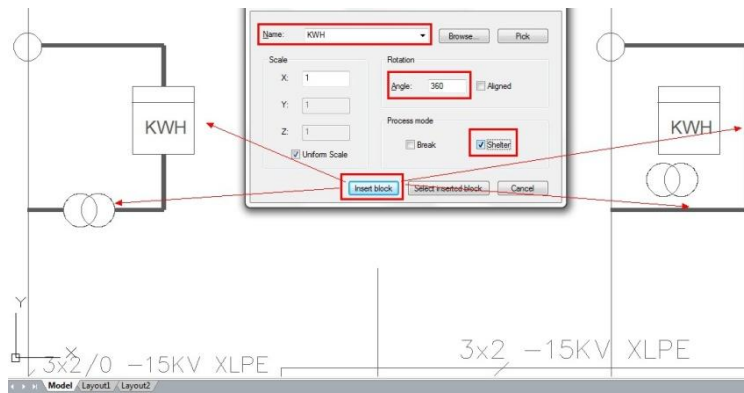 Name: KWH Browse... Pick
Scale
X: 1
Y: 1
Z: 1
Uniform Scale
Rotation
Angle: 360 Aligned
Process mode
Break Shelter
Insert block Select inserted block Cancel
KWH
KWH
Y
X
3x2/0 -15KV XLPE
3x2 -15KV XLPE
Model Layout1 Layout2